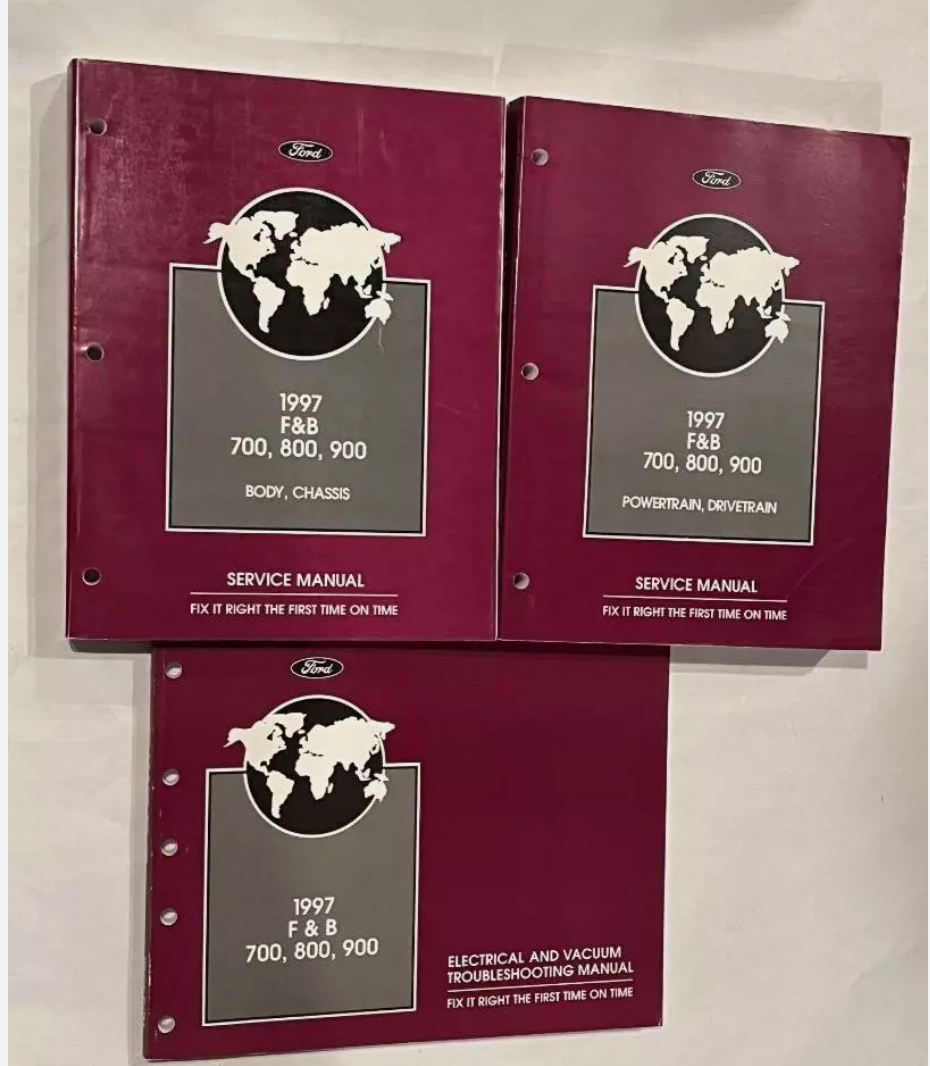 Ford
1997
F&B
700, 800, 900
BODY, CHASSIS
SERVICE MANUAL
FIX IT RIGHT THE FIRST TIME ON TIME
Ford
1997
F&B
700, 800, 900
POWERTRAIN, DRIVETRAIN
SERVICE MANUAL
FIX IT RIGHT THE FIRST TIME ON TIME
Ford
1997
F & B
700, 800, 900
ELECTRICAL AND VACUUM
TROUBLESHOOTING MANUAL
FIX IT RIGHT THE FIRST TIME ON TIME